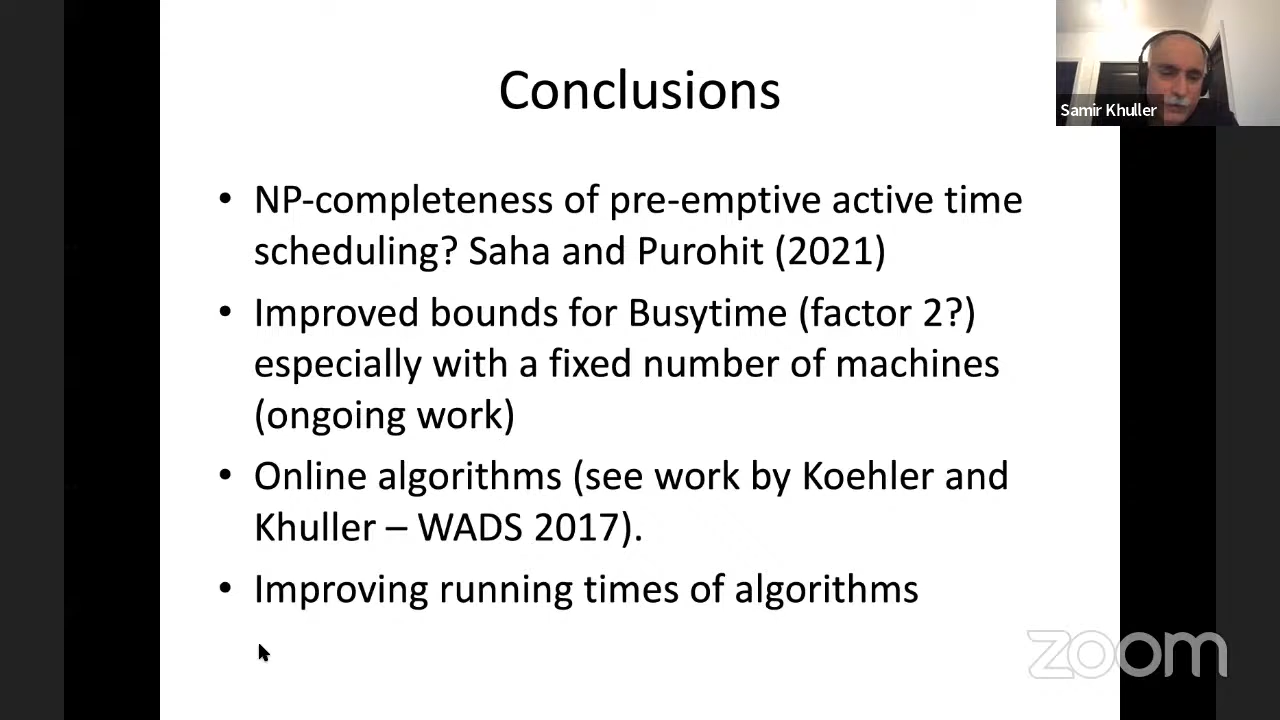 Conclusions
Samir Khuller
• NP-completeness of pre-emptive active time
scheduling? Saha and Purohit (2021)
• Improved bounds for Busytime (factor 2?)
especially with a fixed number of machines
(ongoing work)
• Online algorithms (see work by Koehler and
Khuller – WADS 2017).
• Improving running times of algorithms
zoom